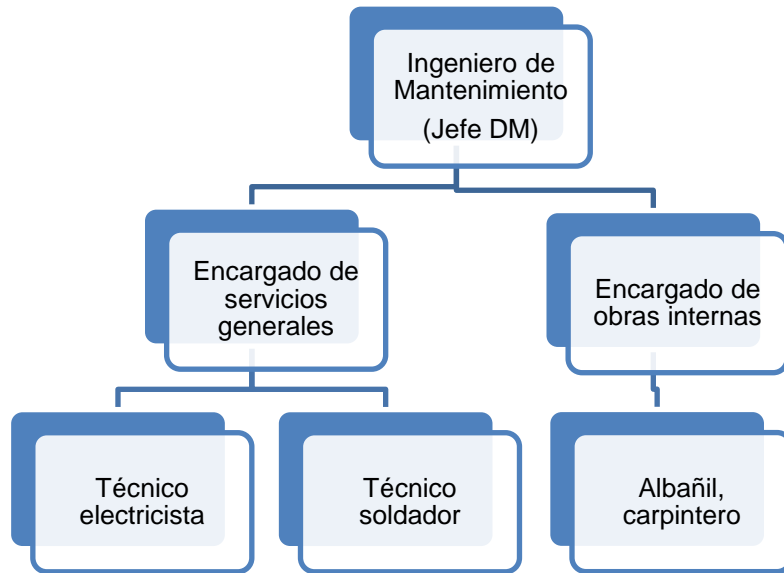 Ingeniero de
Mantenimiento
(Jefe DM)
Encargado de
servicios
generales
Encargado de
obras internas
Técnico
electricista
Técnico
soldador
Albañil,
carpintero